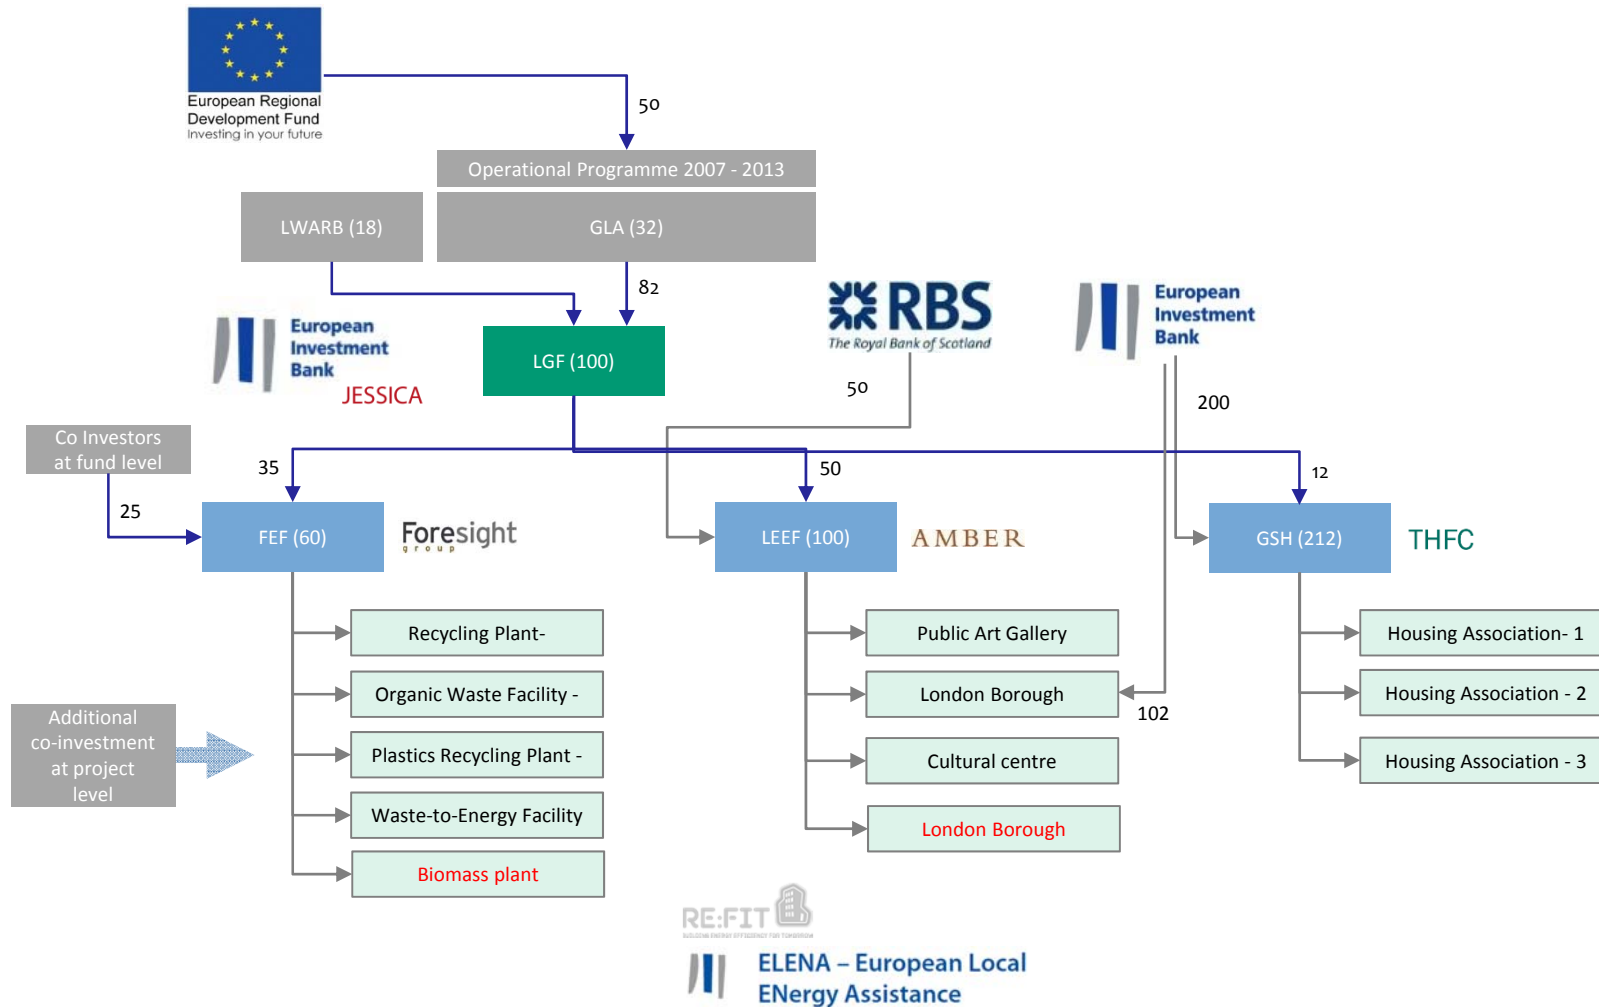 European Regional
Development Fund
Investing in your future
50
Operational Programme 2007 - 2013
LWARB (18)
GLA (32)
82
European
Investment
Bank
JESSICA
LGF (100)
RBS
The Royal Bank of Scotland
European
Investment
Bank
50
200
Co Investors
at fund level
35
50
12
25
FEF (60)
Foresight
group
LEEF (100)
AMBER
GSH (212)
THFC
Recycling Plant-
Public Art Gallery
Housing Association- 1
Organic Waste Facility -
London Borough
Housing Association - 2
102
Additional
co-investment
at project
level
Plastics Recycling Plant -
Cultural centre
Housing Association - 3
Waste-to-Energy Facility
London Borough
Biomass plant
RE:FIT
BUILDING ENERGY EFFICIENCY FOR TOMORROW
ELENA – European Local
ENergy Assistance